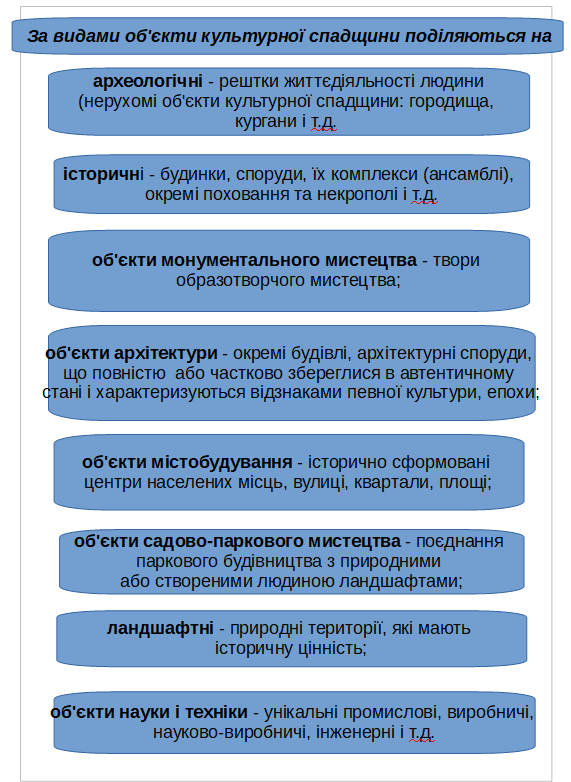 За видами об'єкти культурної спадщини поділяються на
археологічні - рештки життєдіяльності людини
(нерухомі об'єкти культурної спадщини: городища,
кургани і т.д.
історичні - будинки, споруди, їх комплекси (ансамблі),
окремі поховання та некрополі і т.д.
об'єкти монументального мистецтва - твори
образотворчого мистецтва;
об'єкти архітектури - окремі будівлі, архітектурні споруди,
що повністю або частково збереглися в автентичному
стані і характеризуються відзнаками певної культури, епохи;
об'єкти містобудування - історично сформовані
центри населених місць, вулиці, квартали, площі;
об'єкти садово-паркового мистецтва - поєднання
паркового будівництва з природними
або створеними людиною ландшафтами;
ландшафтні - природні території, які мають
історичну цінність;
об'єкти науки і техніки - унікальні промислові, виробничі,
науково-виробничі, інженерні і т.д.